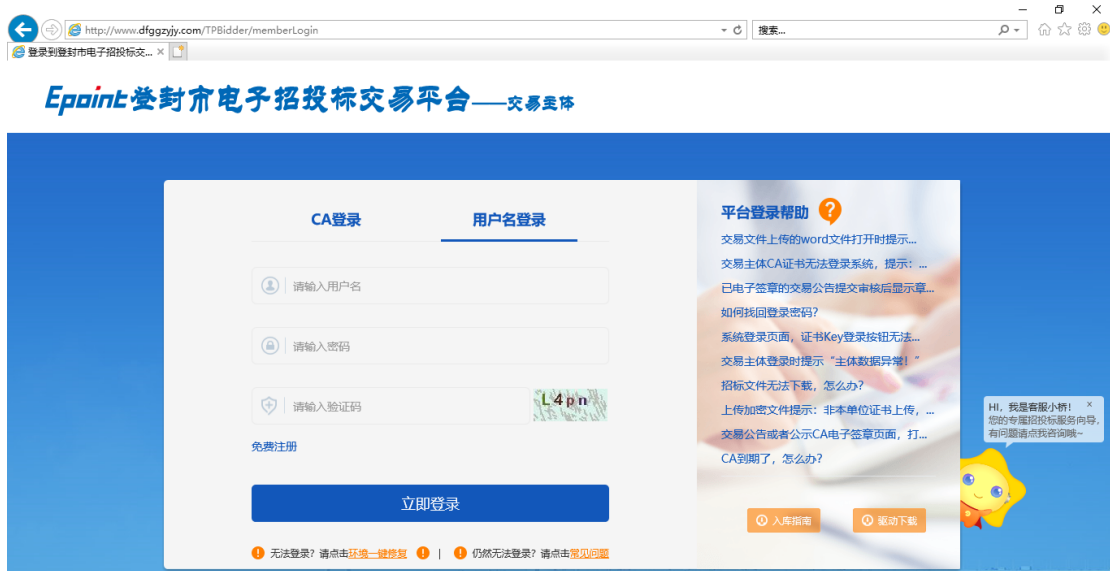 http://www.dfggzyjy.com/TPBidder/memberLogin
搜索...
登录到登封市电子招投标交...
Epoint登封市电子招投标交易平台——交易主体
CA登录
用户名登录
请输入用户名
请输入密码
请输入验证码
L4pn
免费注册
立即登录
无法登录？请点击环境一键修复 | 仍然无法登录？请点击常见问题
平台登录帮助
交易文件上传的word文件打开时提示...
交易主体CA证书无法登录系统，提示：...
已电子签章的交易公告提交审核后显示章...
如何找回登录密码?
系统登录页面，证书Key登录按钮无法...
交易主体登录时提示“主体数据异常！”
招标文件无法下载，怎么办?
上传加密文件提示：非本单位证书上传，...
交易公告或者公示CA电子签章页面，打...
CA到期了，怎么办?
入库指南
驱动下载
HI，我是客服小桥！
您的专属招投标服务向导，
有问题请点我咨询哦~